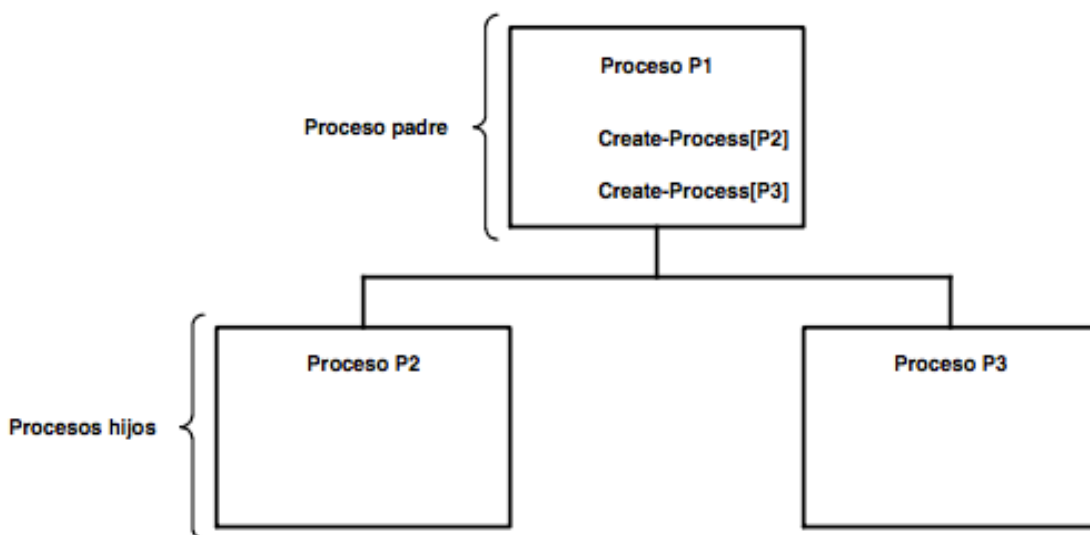 Proceso P1
Proceso padre
Create-Process[P2]
Create-Process[P3]
Proceso P2
Proceso P3
Procesos hijos